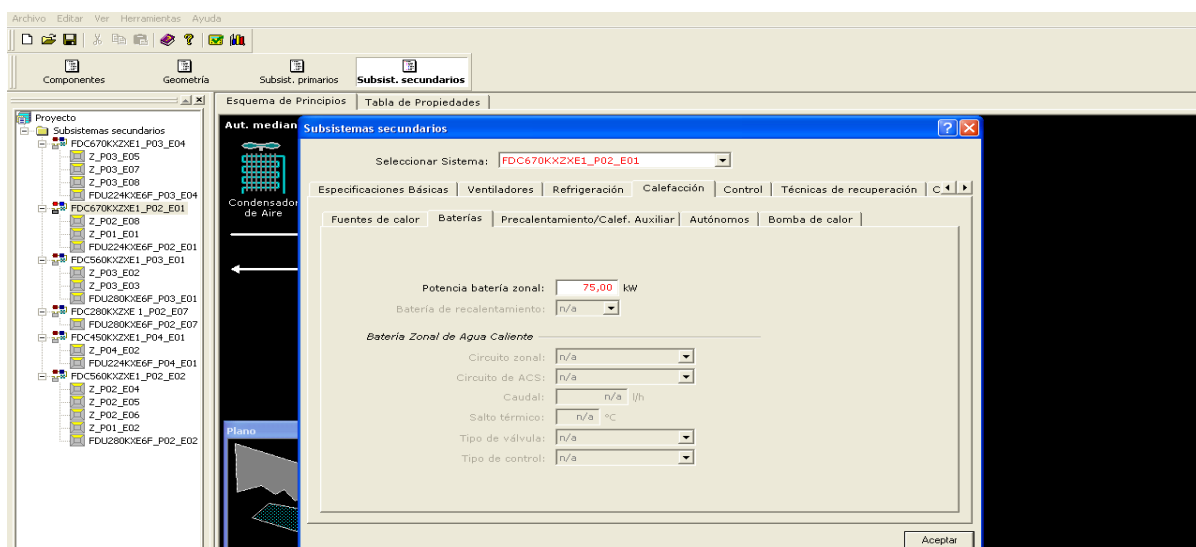 Archivo Editar Ver Herramientas Ayuda
Componentes Geometría Subsist. primarios Subsist. secundarios
Esquema de Principios Tabla de Propiedades
Proyecto
Subsistemas secundarios
FDC670KXZXE1_P03_E04
Z_P03_E05
Z_P03_E07
Z_P03_E08
FDU224KXE6F_P03_E04
FDC670KXZXE1_P02_E01
Z_P02_E08
Z_P01_E01
FDU224KXE6F_P02_E01
FDC560KXZXE1_P03_E01
Z_P03_E02
Z_P03_E03
FDU280KXE6F_P03_E01
FDC280KXZXE 1_P02_E07
FDU280KXE6F_P02_E07
FDC450KXZXE1_P04_E01
Z_P04_E02
FDU224KXE6F_P04_E01
FDC560KXZXE1_P02_E02
Z_P02_E04
Z_P02_E05
Z_P02_E06
Z_P01_E02
FDU280KXE6F_P02_E02
Aut. median
Condensador
de Aire
Plano
Subsistemas secundarios
Seleccionar Sistema: FDC670KXZXE1_P02_E01
Especificaciones Básicas Ventiladores Refrigeración Calefacción Control Técnicas de recuperación C
Fuentes de calor Baterías Precalentamiento/Calef. Auxiliar Autónomos Bomba de calor
Potencia batería zonal: 75,00 kW
Batería de recalentamiento: n/a
Batería Zonal de Agua Caliente
Circuito zonal: n/a
Circuito de ACS: n/a
Caudal: n/a l/h
Salto térmico: n/a ºC
Tipo de válvula: n/a
Tipo de control: n/a
Aceptar